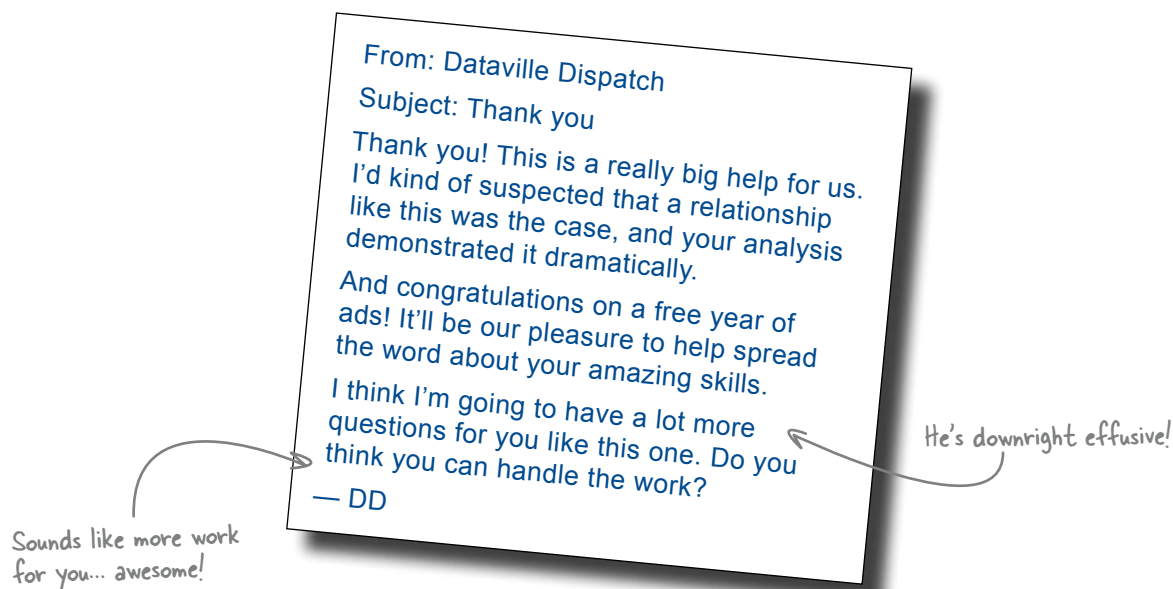 From: Dataville Dispatch
Subject: Thank you
Thank you! This is a really big help for us.
I’d kind of suspected that a relationship
like this was the case, and your analysis
demonstrated it dramatically.
And congratulations on a free year of
ads! It’ll be our pleasure to help spread
the word about your amazing skills.
I think I’m going to have a lot more
questions for you like this one. Do you
think you can handle the work?
— DD
He’s downright effusive!
Sounds like more work
for you... awesome!